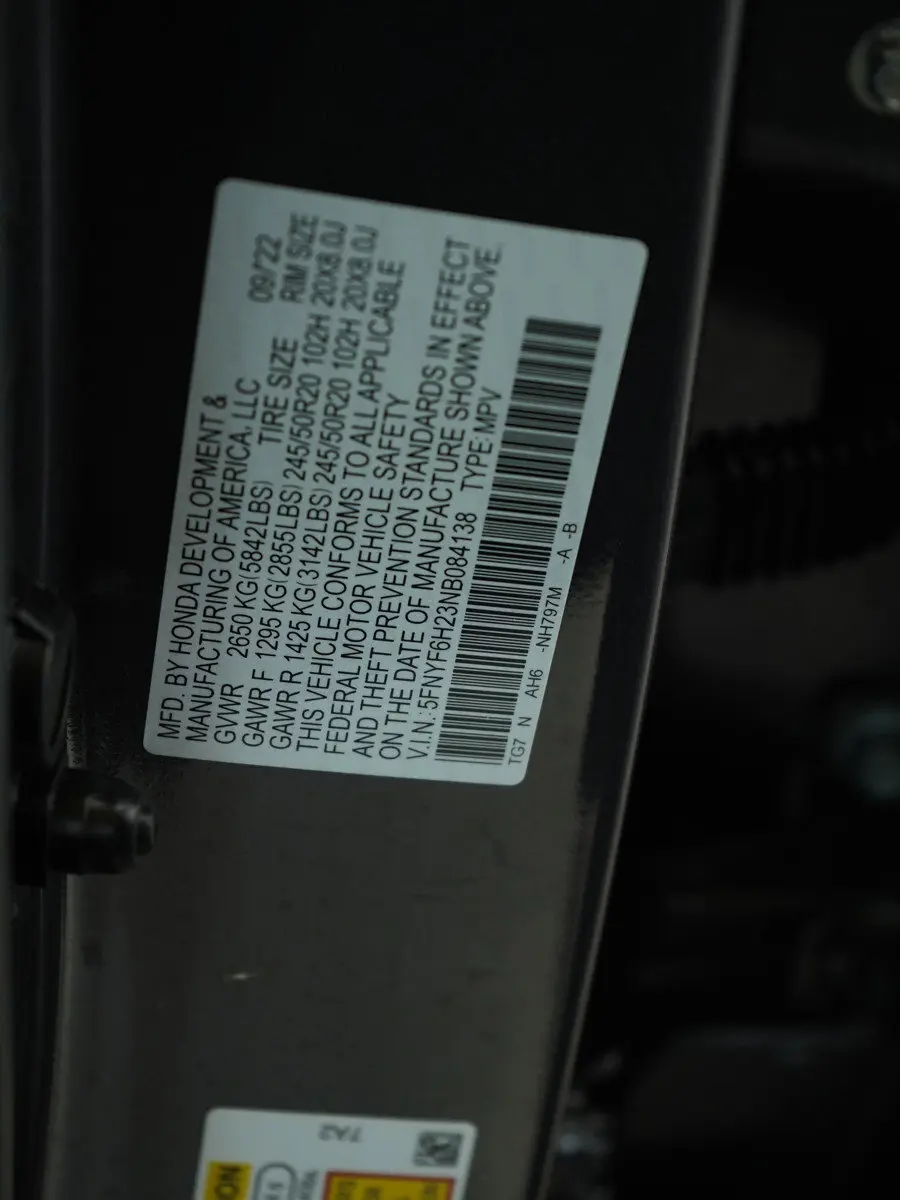 MFD. BY HONDA DEVELOPMENT &
MANUFACTURING OF AMERICA, LLC 09/22
GVWR 2650 KG(5842LBS) TIRE SIZE RIM SIZE
GAWR F 1295 KG(2855LBS) 245/50R20 102H 20X8.0J
GAWR R 1425 KG(3142LBS) 245/50R20 102H 20X8.0J
THIS VEHICLE CONFORMS TO ALL APPLICABLE
FEDERAL MOTOR VEHICLE SAFETY
AND THEFT PREVENTION STANDARDS IN EFFECT
ON THE DATE OF MANUFACTURE SHOWN ABOVE.
V.I.N.:5FNYF6H23NB084138 TYPE:MPV
TG7 N AH6 -NH797M -A -B